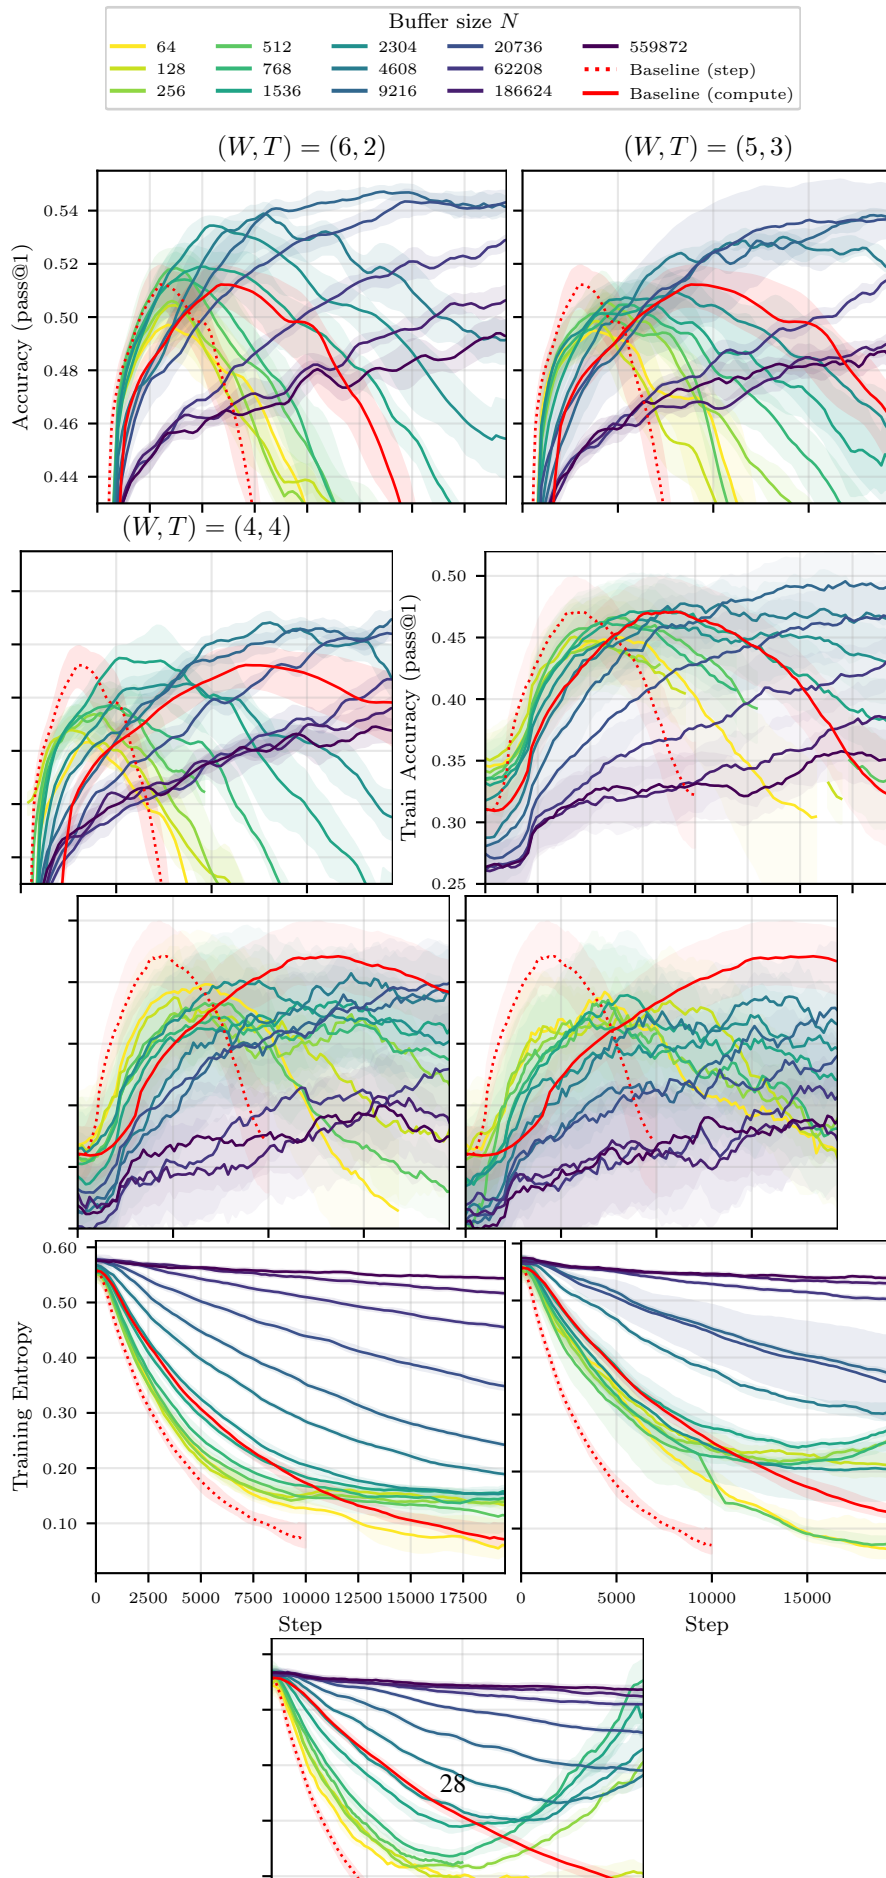 Buffer size N
64 512 2304 20736 559872
128 768 4608 62208 Baseline (step)
256 1536 9216 186624 Baseline (compute)
(W, T) = (6, 2) (W, T) = (5, 3)
Accuracy (pass@1)
0.54
0.52
0.50
0.48
0.46
0.44
(W, T) = (4, 4)
Train Accuracy (pass@1)
0.50
0.45
0.40
0.35
0.30
0.25
Training Entropy
0.60
0.50
0.40
0.30
0.20
0.10
0 2500 5000 7500 10000 12500 15000 17500 0 5000 10000 15000
Step Step
28